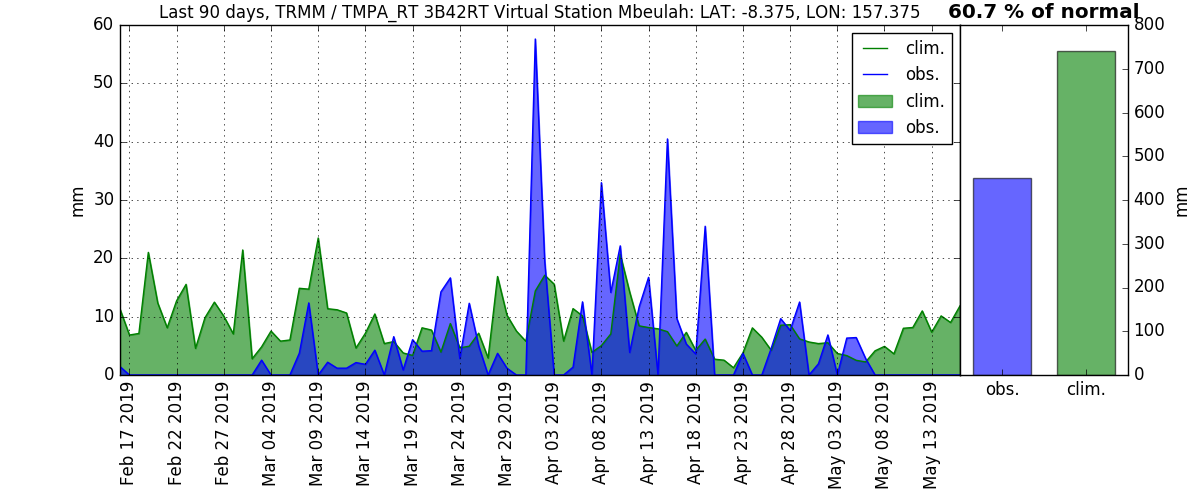 Last 90 days, TRMM / TMPA_RT 3B42RT Virtual Station Mbeulah: LAT: -8.375, LON: 157.375
60.7 % of normal
60
50
40
30
20
10
0
mm
clim.
obs.
clim.
obs.
800
700
600
500
400
300
200
100
0
mm
obs.
clim.
Feb 17 2019
Feb 22 2019
Feb 27 2019
Mar 04 2019
Mar 09 2019
Mar 14 2019
Mar 19 2019
Mar 24 2019
Mar 29 2019
Apr 03 2019
Apr 08 2019
Apr 13 2019
Apr 18 2019
Apr 23 2019
Apr 28 2019
May 03 2019
May 08 2019
May 13 2019